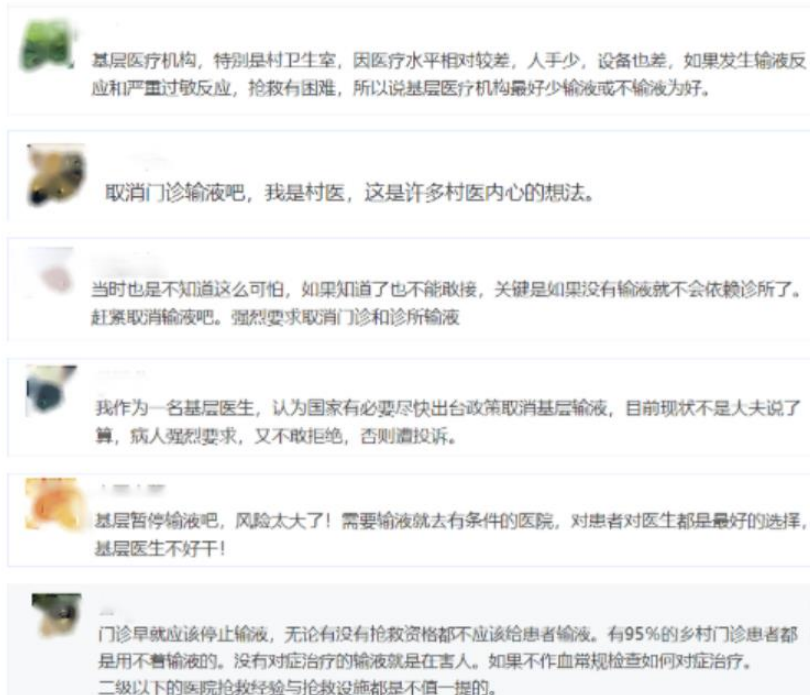 基层医疗机构，特别是村卫生室，因医疗水平相对较差，人手少，设备也差，如果发生输液反
应和严重过敏反应，抢救有困难，所以说基层医疗机构最好少输液或不输液为好。
取消门诊输液吧，我是村医，这是许多村医内心的想法。
当时也是不知道这么可怕，如果知道了也不能敢接，关键是如果没有输液就不会依赖诊所了。
赶紧取消输液吧。强烈要求取消门诊和诊所输液
我作为一名基层医生，认为国家有必要尽快出台政策取消基层输液，目前现状不是大夫说了
算，病人强烈要求，又不敢拒绝，否则遭投诉。
基层暂停输液吧，风险太大了！需要输液就去有条件的医院，对患者对医生都是最好的选择，
基层医生不好干！
门诊早就应该停止输液，无论有没有抢救资格都不应该给患者输液。有95%的乡村门诊患者都
是用不着输液的。没有对症治疗的输液就是在害人。如果不作血常规检查如何对症治疗。
二级以下的医院抢救经验与抢救设施都是不值一提的。